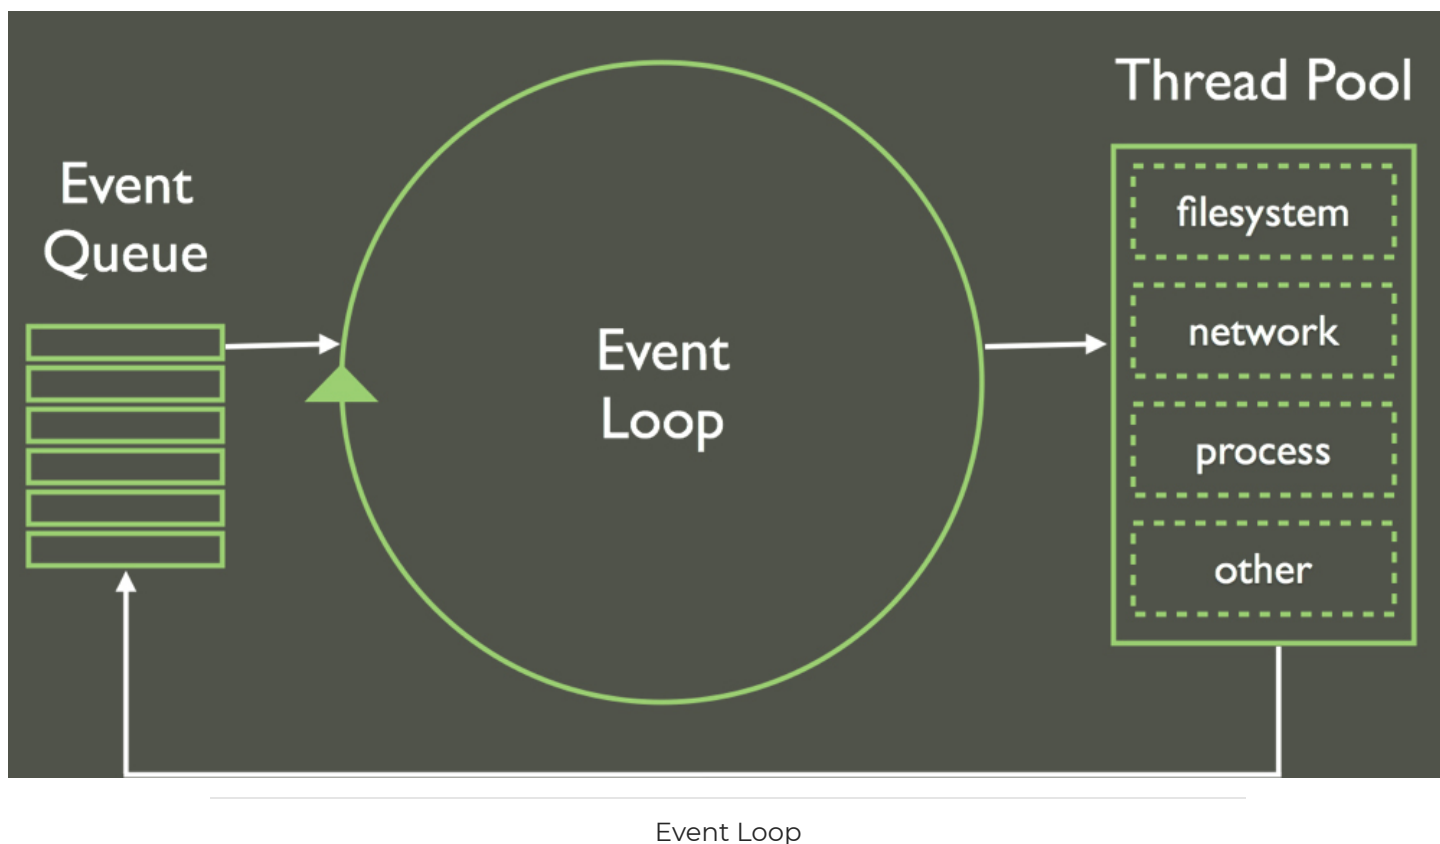 Event
Queue
Event
Loop
Thread Pool
filesystem
network
process
other
Event Loop